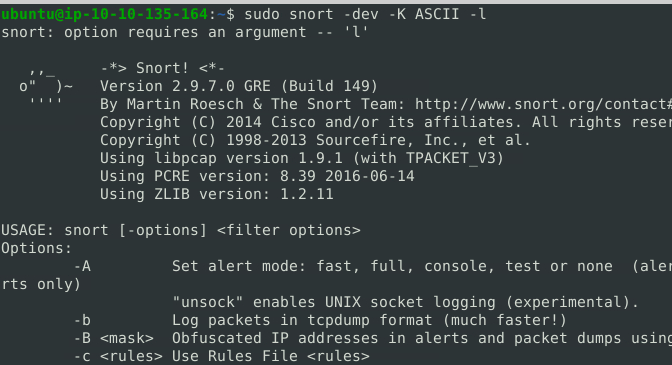 ubuntu@ip-10-10-135-164:~$ sudo snort -dev -K ASCII -l
snort: option requires an argument -- 'l'
   ,,_     -*> Snort! <*-
  o"  )~   Version 2.9.7.0 GRE (Build 149)
   ''''    By Martin Roesch & The Snort Team: http://www.snort.org/contact#
           Copyright (C) 2014 Cisco and/or its affiliates. All rights reser
           Copyright (C) 1998-2013 Sourcefire, Inc., et al.
           Using libpcap version 1.9.1 (with TPACKET_V3)
           Using PCRE version: 8.39 2016-06-14
           Using ZLIB version: 1.2.11
USAGE: snort [-options] <filter options>
Options:
        -A         Set alert mode: fast, full, console, test or none  (aler
rts only)
                   "unsock" enables UNIX socket logging (experimental).
        -b         Log packets in tcpdump format (much faster!)
        -B <mask>  Obfuscated IP addresses in alerts and packet dumps using
        -c <rules> Use Rules File <rules>